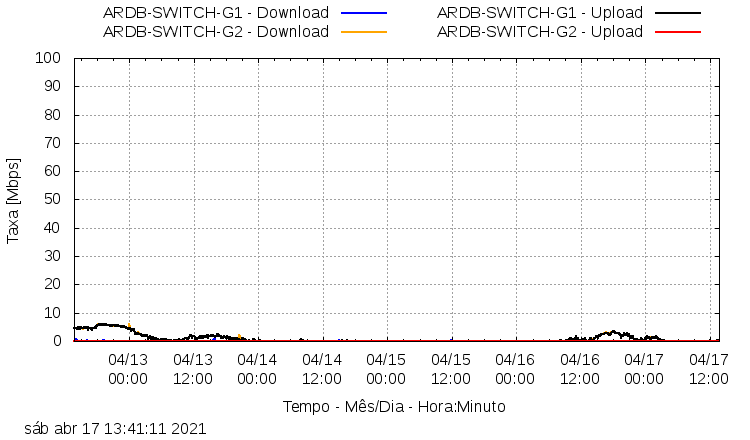 ARDB-SWITCH-G1 - Download ARDB-SWITCH-G1 - Upload
ARDB-SWITCH-G2 - Download ARDB-SWITCH-G2 - Upload
100
90
80
70
60
50
40
30
20
10
0
Taxa [Mbps]
04/13 04/13 04/14 04/14 04/15 04/15 04/16 04/16 04/17 04/17
00:00 12:00 00:00 12:00 00:00 12:00 00:00 12:00 00:00 12:00
Tempo - Mês/Dia - Hora:Minuto
sáb abr 17 13:41:11 2021